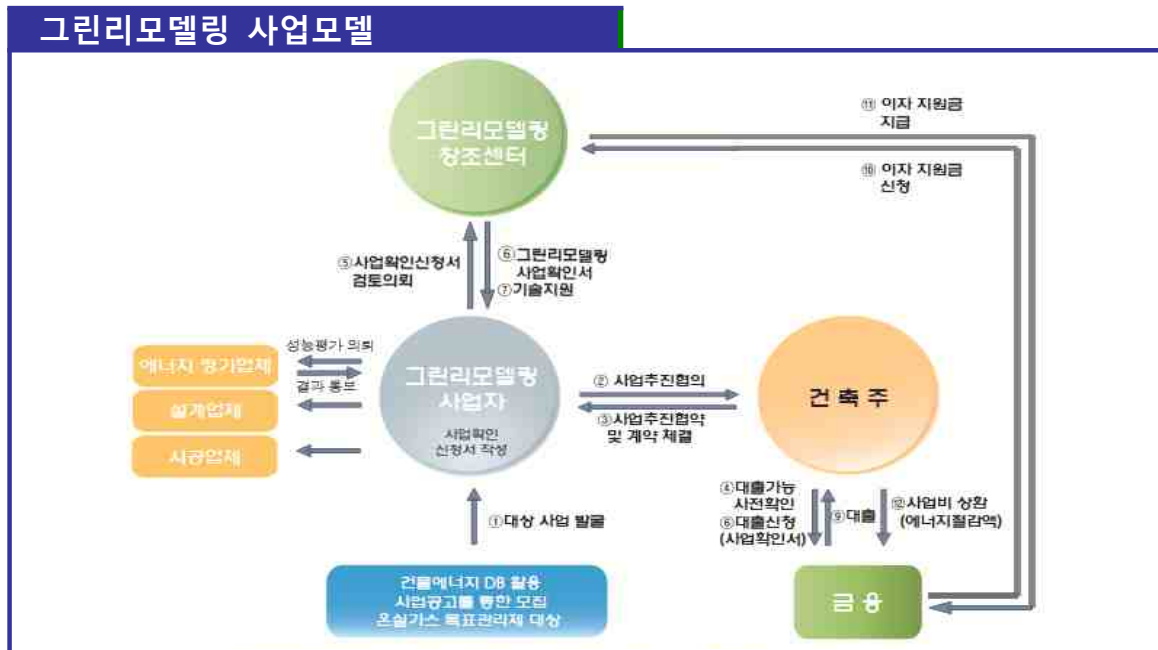 그린리모델링 사업모델
그린리모델링
창조센터
⑪ 이자 지원금
지급
⑩ 이자 지원금
신청
⑤사업확인신청서
검토의뢰
⑥그린리모델링
사업확인서
⑦기술지원
성능평가 의뢰
에너지 평가업체
결과 통보
설계업체
시공업체
그린리모델링
사업자
사업확인
신청서 작성
② 사업추진협의
③사업추진협약
및 계약 체결
건 축 주
①대상 사업 발굴
④대출가능
사전확인
⑥대출신청
(사업확인서)
⑨대출
⑫사업비 상환
(에너지절감액)
건물에너지 DB 활용
사업공고를 통한 모집
온실가스 목표관리제 대상
금 융